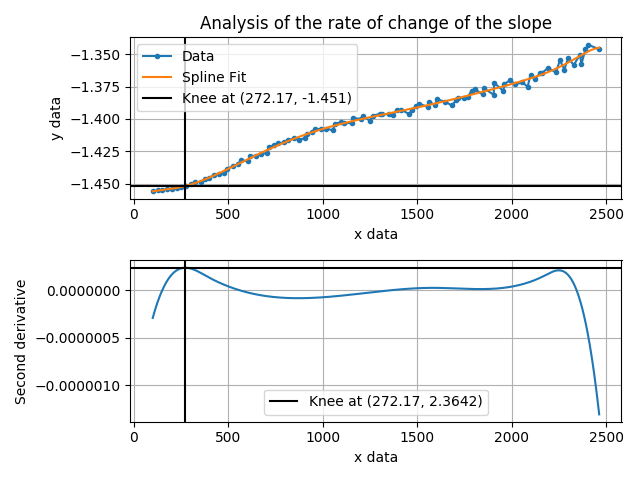 Analysis of the rate of change of the slope
Data
Spline Fit
Knee at (272.17, -1.451)
−1.350
−1.375
−1.400
−1.425
−1.450
y data
0 500 1000 1500 2000 2500
x data
0.0000000
−0.0000005
−0.0000010
Second derivative
Knee at (272.17, 2.3642)
0 500 1000 1500 2000 2500
x data